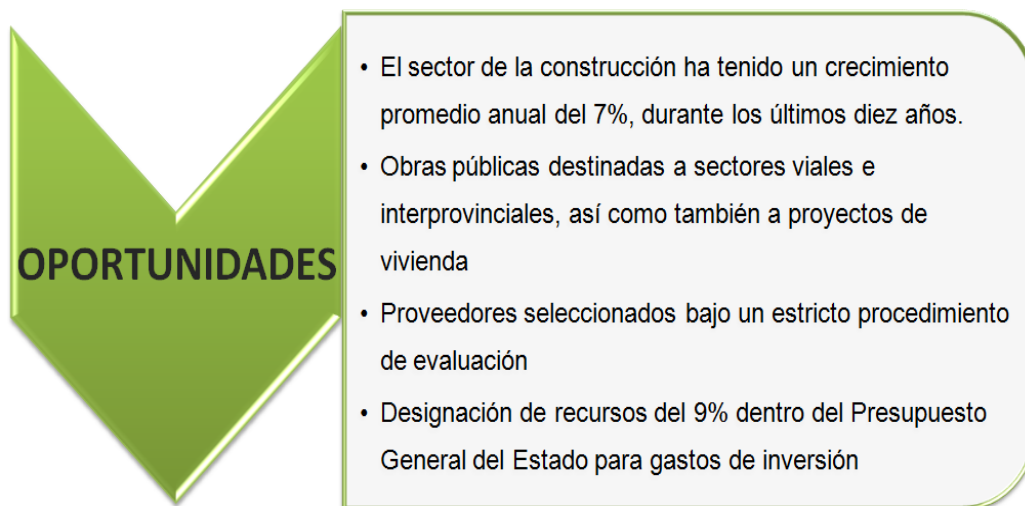 OPORTUNIDADES
• El sector de la construcción ha tenido un crecimiento
promedio anual del 7%, durante los últimos diez años.
• Obras públicas destinadas a sectores viales e
interprovinciales, así como también a proyectos de
vivienda
• Proveedores seleccionados bajo un estricto procedimiento
de evaluación
• Designación de recursos del 9% dentro del Presupuesto
General del Estado para gastos de inversión